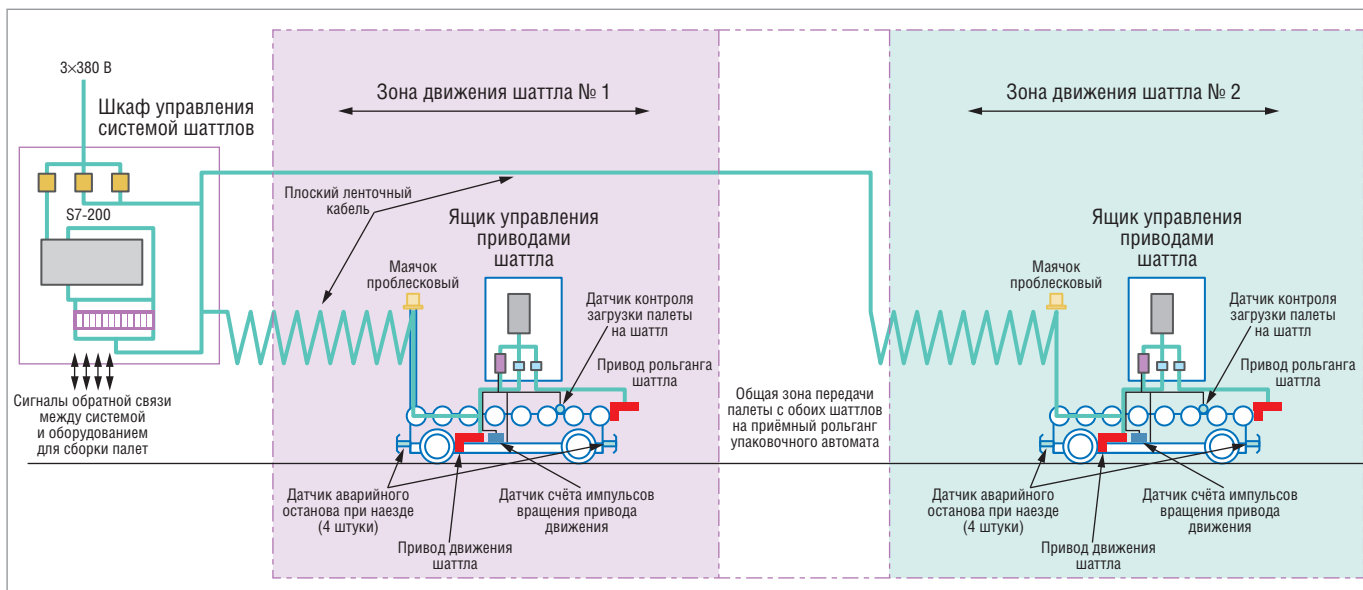 3×380 В
Шкаф управления
системой шаттлов
S7-200
Сигналы обратной связи
между системой
и оборудованием
для сборки палет
Зона движения шаттла № 1
Плоский ленточный
кабель
Ящик управления
приводами
шаттла
Маячок
проблесковый
Датчик контроля
загрузки палеты
на шаттл
Привод рольганга
шаттла
Датчик аварийного
останова при наезде
(4 штуки)
Датчик счёта импульсов
вращения привода
движения
Привод движения
шаттла
Общая зона передачи
палеты с обоих шаттлов
на приёмный рольганг
упаковочного автомата
Зона движения шаттла № 2
Ящик управления
приводами
шаттла
Маячок
проблесковый
Датчик контроля
загрузки палеты
на шаттл
Привод рольганга
шаттла
Датчик аварийного
останова при наезде
(4 штуки)
Датчик счёта импульсов
вращения привода
движения
Привод движения
шаттла